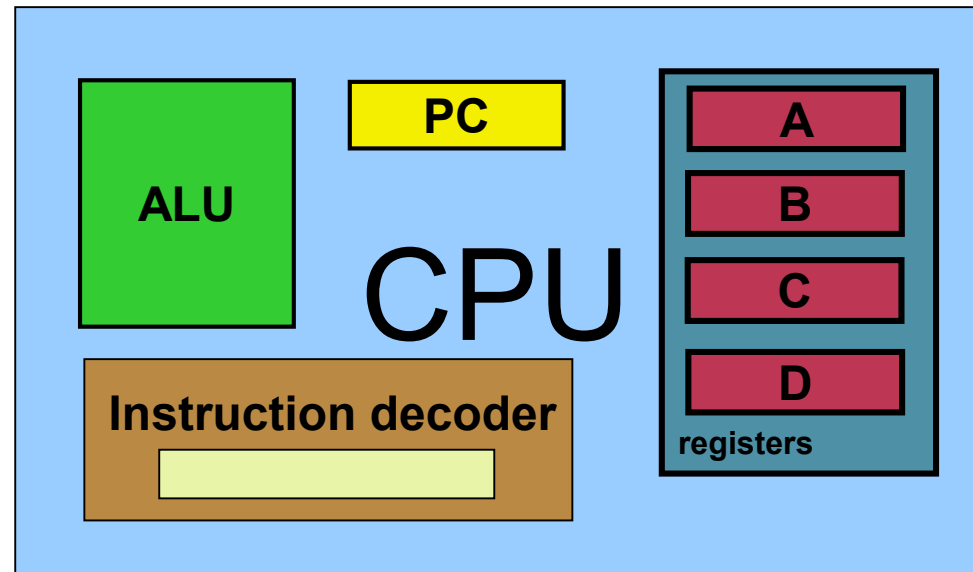 ALU
PC
CPU
Instruction decoder
A
B
C
D
registers